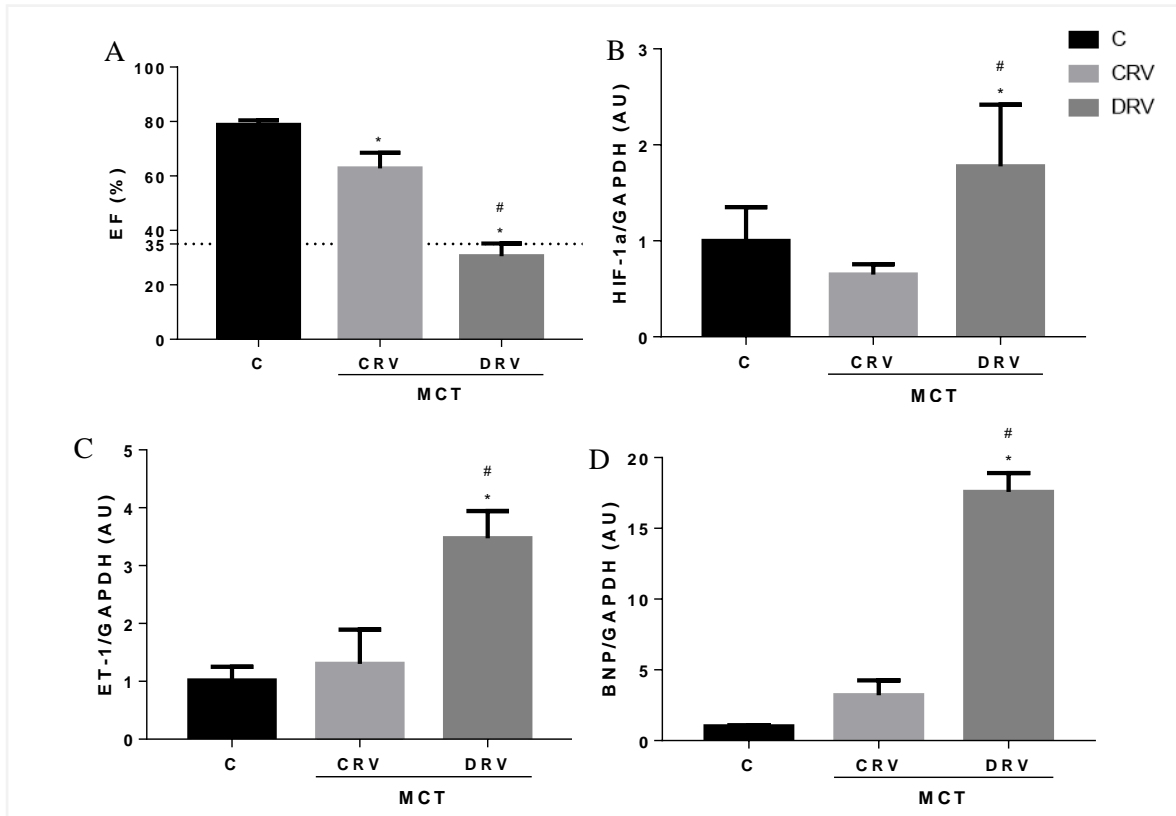 A
100
80
60
40
35
20
0
EF (%)
*
#
*
C CRV DRV
MCT
B
3
2
1
0
HIF-1a/GAPDH (AU)
#
*
C CRV DRV
MCT
C
CRV
DRV
C
5
4
3
2
1
0
ET-1/GAPDH (AU)
#
*
C CRV DRV
MCT
D
20
15
10
5
0
BNP/GAPDH (AU)
#
*
C CRV DRV
MCT